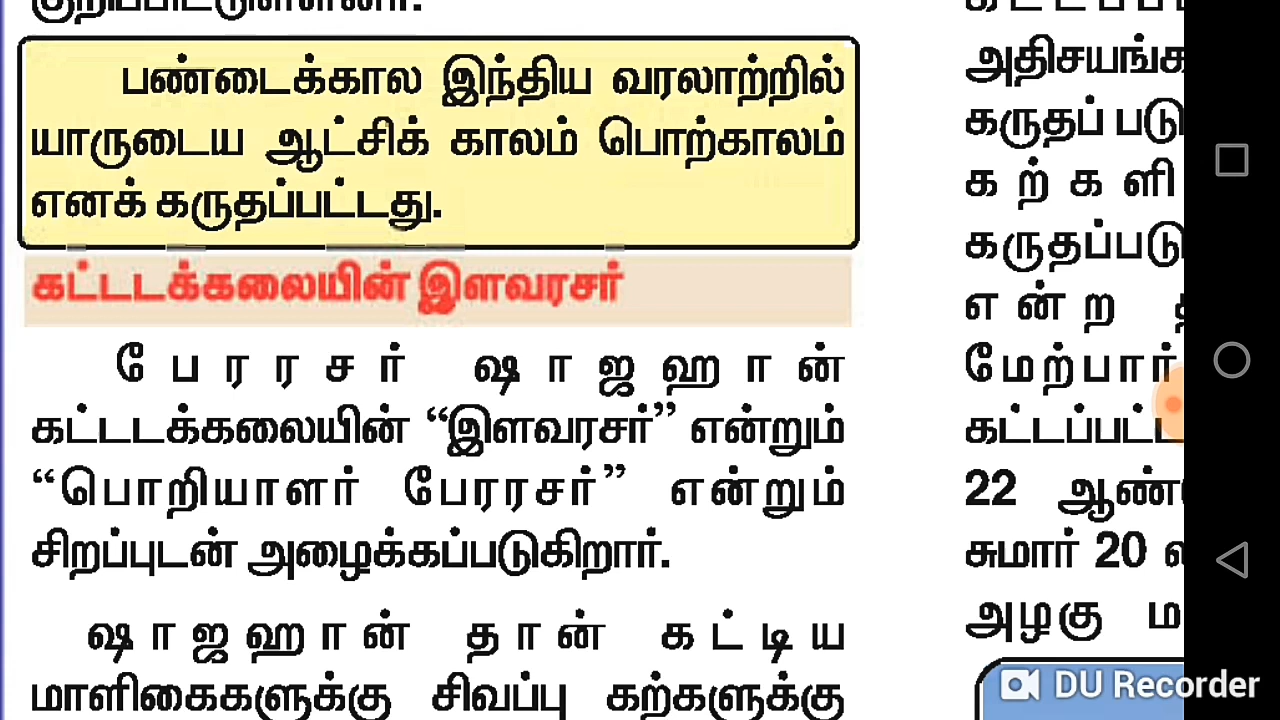 பண்டைக்கால இந்திய வரலாற்றில்
யாருடைய ஆட்சிக் காலம் பொற்காலம்
எனக் கருதப்பட்டது.
கட்டடக்கலையின் இளவரசர்
பேரரசர் ஷாஜஹான்
கட்டடக்கலையின் “இளவரசர்” என்றும்
“பொறியாளர் பேரரசர்” என்றும்
சிறப்புடன் அழைக்கப்படுகிறார்.
ஷாஜஹான் தான் கட்டிய
மாளிகைகளுக்கு சிவப்பு கற்களுக்கு
அதிசயங்க
கருதப் படு
கற்களி
கருதப்படு
என்ற
மேற்பார்
கட்டப்பட்ட
22 ஆண்
சுமார் 20
அழகு ம
DU Recorder